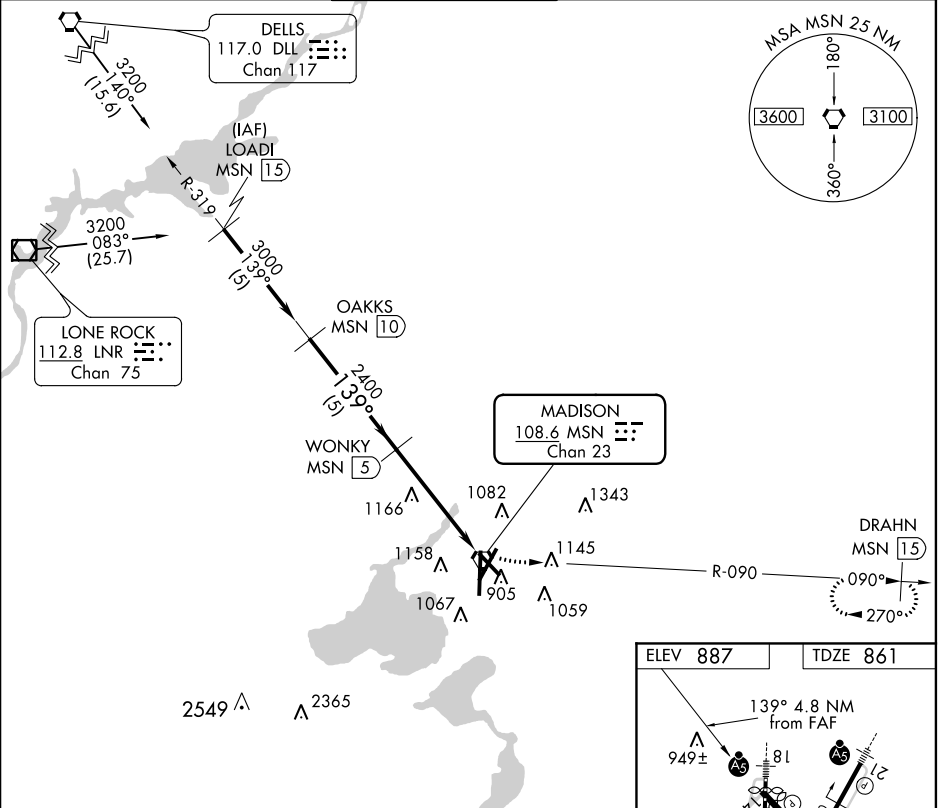 DELLS
117.0 DLL
Chan 117
3200
140°
(15.6)
MSA MSN 25 NM
180°
3600
3100
360°
(IAF)
LOADI
MSN 15
R-319
3200
083°
(25.7)
3000
139°
(5)
LONE ROCK
112.8 LNR
Chan 75
OAKKS
MSN 10
2400
139°
(5)
MADISON
108.6 MSN
Chan 23
WONKY
MSN 5
1166
1082
1343
1158
1145
905
1067
1059
R-090
DRAHN
MSN 15
090°
270°
2549
2365
ELEV 887
TDZE 861
139° 4.8 NM
from FAF
949±
A5
18
A5
21
P
P